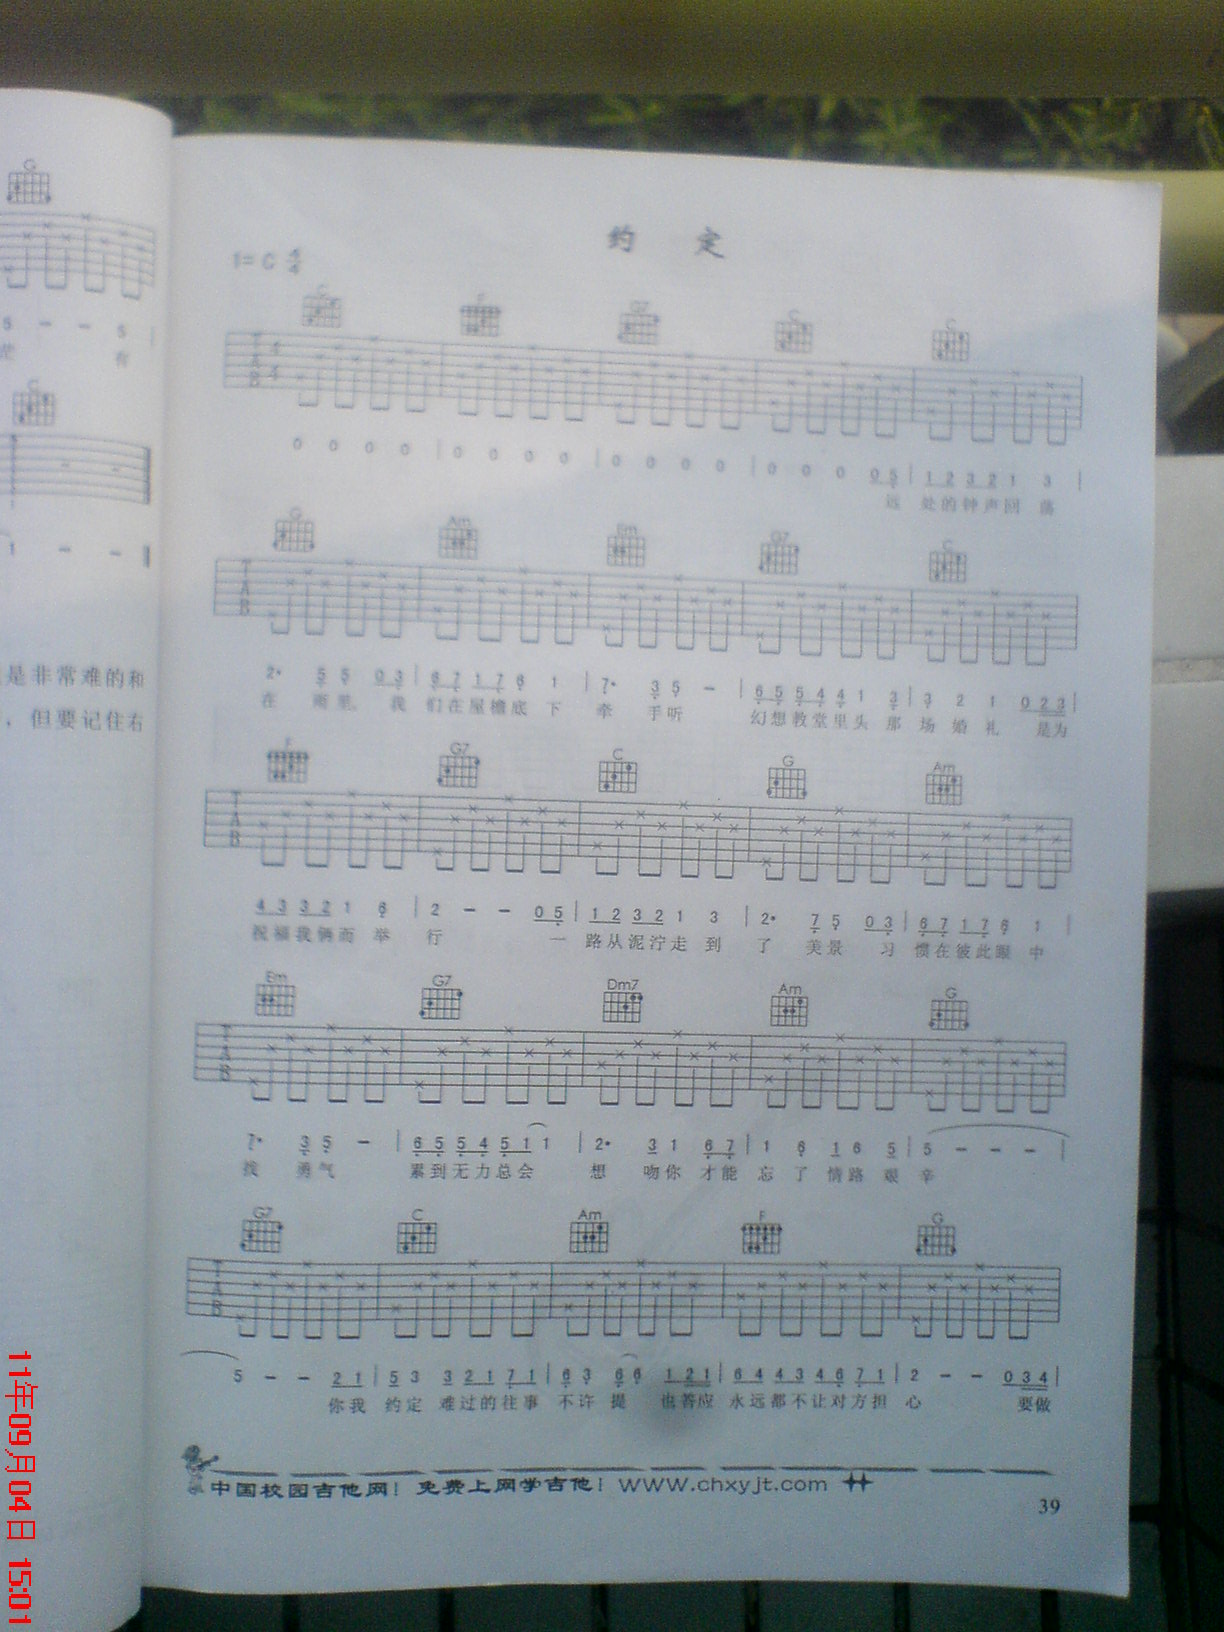 G
5 - - 5
有
C
1 - -
是非常难的和
，但要记住右
约 定
1= C 4/4
C F G7 C C
T A B 4 4
0 0 0 0 | 0 0 0 0 | 0 0 0 0 | 0 0 0 0 5 | 1 2 3 2 1 3 |
远 处的钟声回 荡
G Am Em G7 C
T A B
2· 5 5 0 3 | 6 7 1 7 6 1 | 7· 3 5 - | 6 5 5 4 4 1 3 | 3 2 1 0 2 3 |
在 雨里， 我 们在屋檐底 下 牵 手听 幻想教堂里头 那 场 婚 礼 是为
F G7 C G Am
T A B
4 3 3 2 1 6 | 2 - - 0 5 | 1 2 3 2 1 3 | 2· 7 5 0 3 | 6 7 1 7 6 1 |
祝福我俩而 举 行 一 路从泥泞走 到 了 美景 习 惯在彼此眼 中
Em G7 Dm7 Am G
T A B
7· 3 5 - | 6 5 5 4 5 1 1 | 2· 3 1 6 7 | 1 6 1 6 5 | 5 - - - |
找 勇气 累到无力总会 想 吻你 才能 忘 了 情路 艰 辛
G7 C Am F G
T A B
5 - - 2 1 | 5 3 3 2 1 7 1 | 6 3 6 6 1 2 1 | 6 4 4 3 4 6 7 1 | 2 - - 0 3 4 |
你我 约定 难过的往事 不许 提 也答应 永远都不让对方担 心 要做
中国校园吉他网！ 免费上网学吉他！ WWW.chxyjt.com
39
11年09月04日 15:01